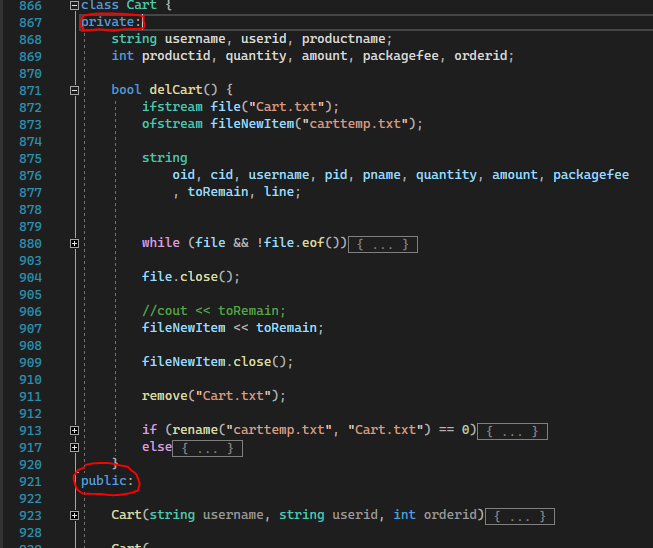 866 class Cart {
867 private:
868 string username, userid, productname;
869 int productid, quantity, amount, packagefee, orderid;
870
871 bool delCart() {
872 ifstream file("Cart.txt");
873 ofstream fileNewItem("carttemp.txt");
874
875 string
876 oid, cid, username, pid, pname, quantity, amount, packagefee
877 , toRemain, line;
878
879
880 while (file && !file.eof()){ ... }
903
904 file.close();
905
906 //cout << toRemain;
907 fileNewItem << toRemain;
908
909 fileNewItem.close();
910
911 remove("Cart.txt");
912
913 if (rename("carttemp.txt", "Cart.txt") == 0){ ... }
917 else{ ... }
920 }
921 public:
922
923 Cart(string username, string userid, int orderid){ ... }
928
929 Cart(